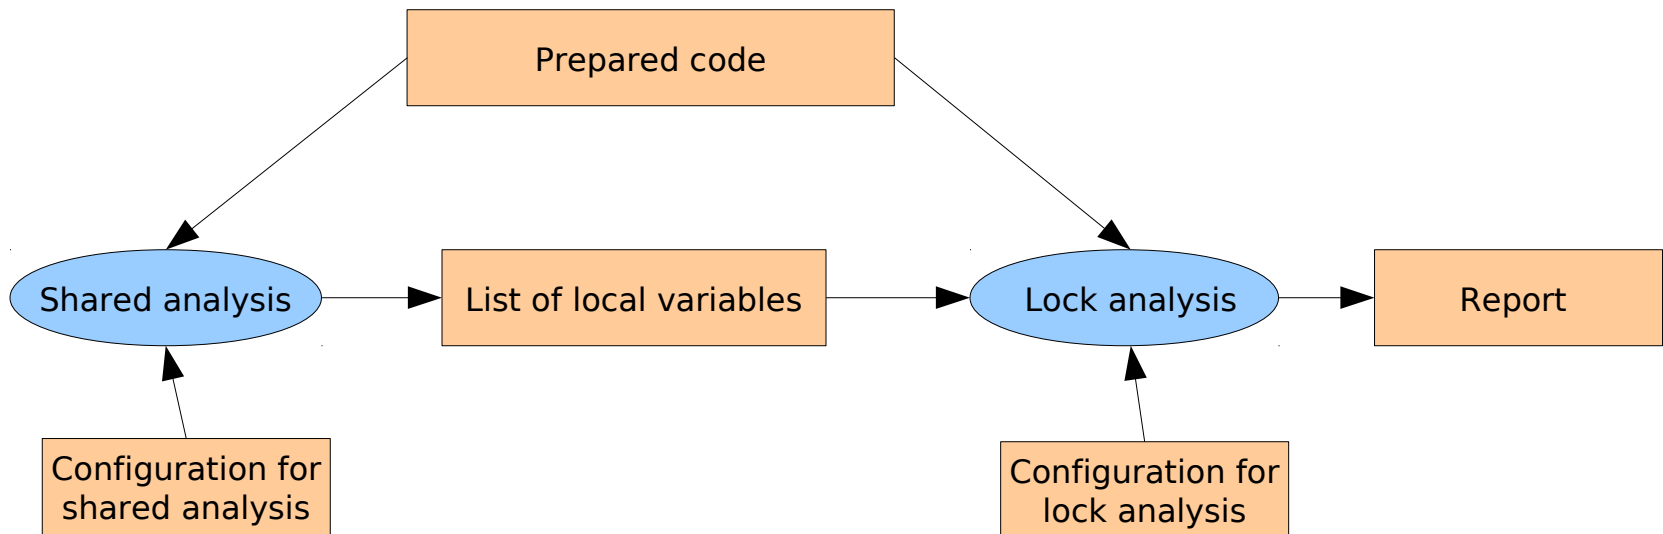 Prepared code
Shared analysis
List of local variables
Lock analysis
Report
Configuration for
shared analysis
Configuration for
lock analysis